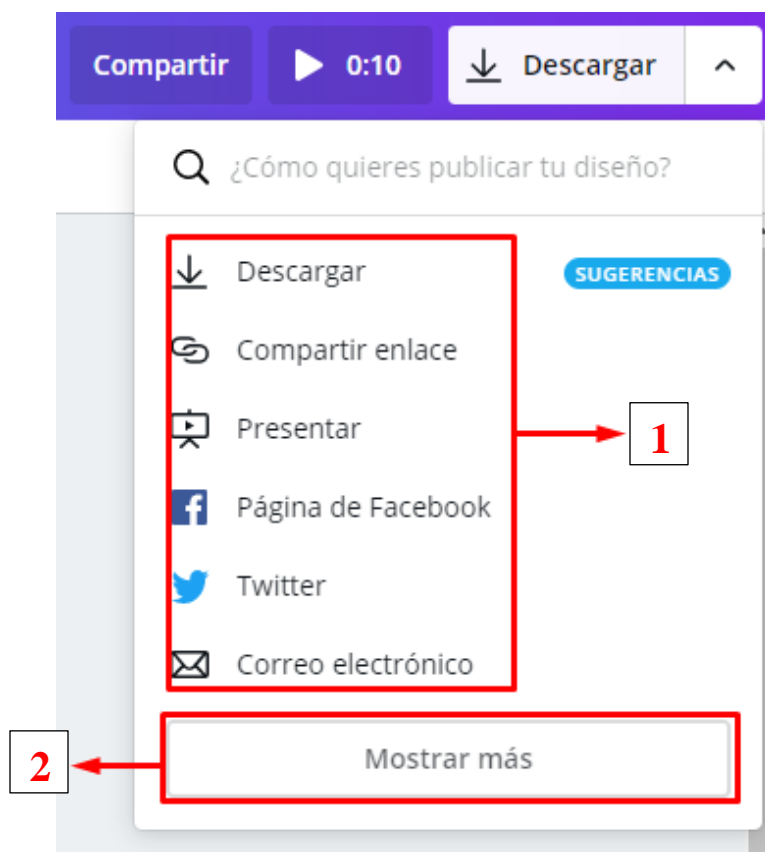 Compartir 0:10 Descargar
¿Cómo quieres publicar tu diseño?
Descargar SUGERENCIAS
Compartir enlace
Presentar
1
Página de Facebook
Twitter
Correo electrónico
2
Mostrar más